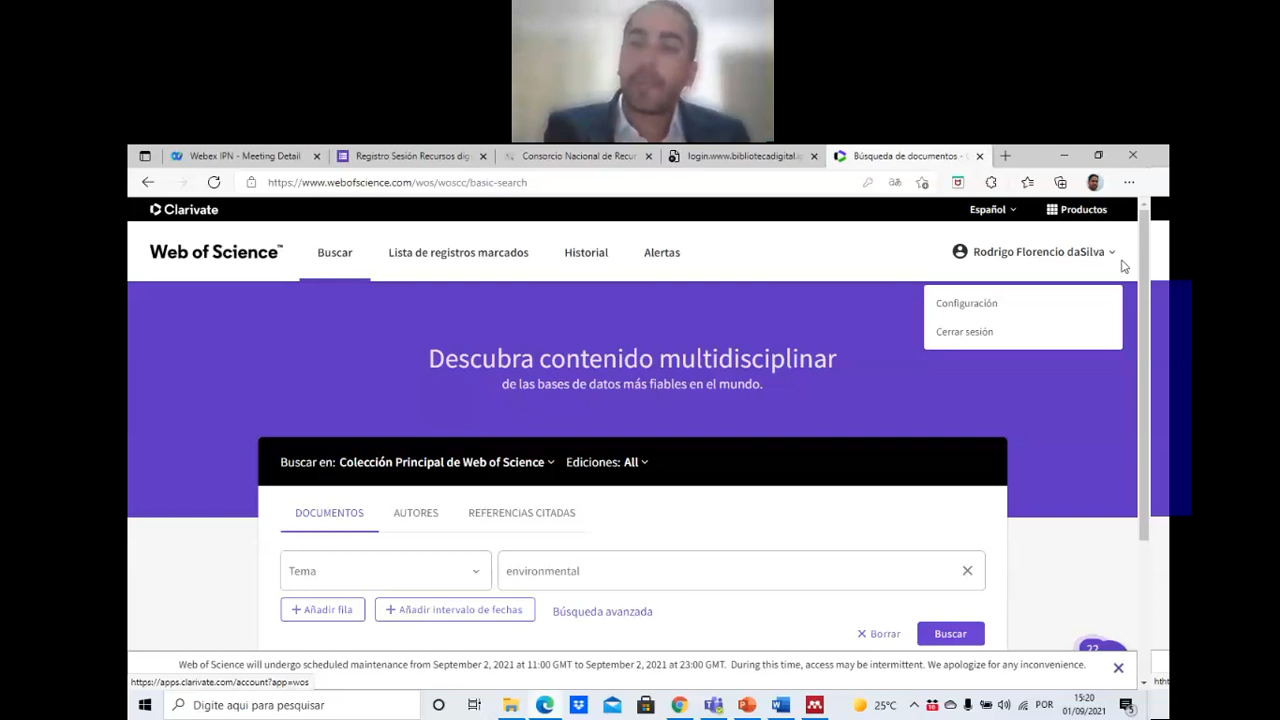 Webex IPN - Meeting Detail
Registro Sesión Recursos dig
Consorcio Nacional de Recur
login.www.bibliotecadigital.
Búsqueda de documentos -
https://www.webofscience.com/wos/woscc/basic-search
Clarivate
Español
Productos
Web of Science™
Buscar
Lista de registros marcados
Historial
Alertas
Rodrigo Florencio daSilva
Configuración
Cerrar sesión
Descubra contenido multidisciplinar
de las bases de datos más fiables en el mundo.
Buscar en: Colección Principal de Web of Science
Ediciones: All
DOCUMENTOS
AUTORES
REFERENCIAS CITADAS
Tema
environmental
+ Añadir fila
+ Añadir intervalo de fechas
Búsqueda avanzada
Borrar
Buscar
22
Web of Science will undergo scheduled maintenance from September 2, 2021 at 11:00 GMT to September 2, 2021 at 23:00 GMT. During this time, access may be intermittent. We apologize for any inconvenience.
https://apps.clarivate.com/account?app=wos
Digite aqui para pesquisar
25°C
POR
15:20
01/09/2021